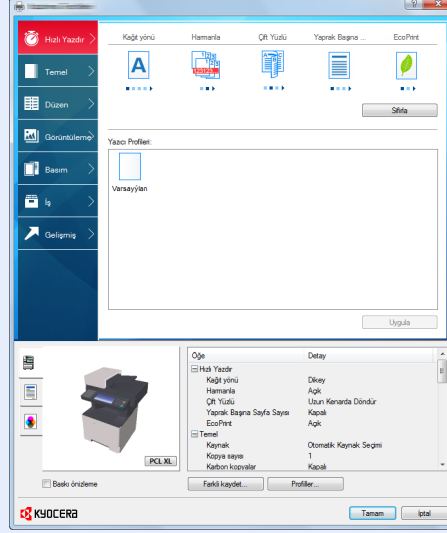 Hızlı Yazdır
Kağıt yönü
Harmanla
Çift Yüzlü
Yaprak Başına ...
EcoPrint
Temel
Düzen
Sıfırla
Görüntüleme
Yazıcı Profilleri:
Basım
Varsayýlan
İş
Gelişmiş
Uygula
Öğe Detay
Hızlı Yazdır
Kağıt yönü Dikey
Harmanla Açık
Çift Yüzlü Uzun Kenarda Döndür
Yaprak Başına Sayfa Sayısı Kapalı
EcoPrint Açık
Temel
Kaynak Otomatik Kaynak Seçimi
Kopya sayısı 1
Karbon kopyalar Kapalı
PCL XL
Baskı önizleme
Farklı kaydet...
Profiller...
KYOCERA
Tamam
İptal